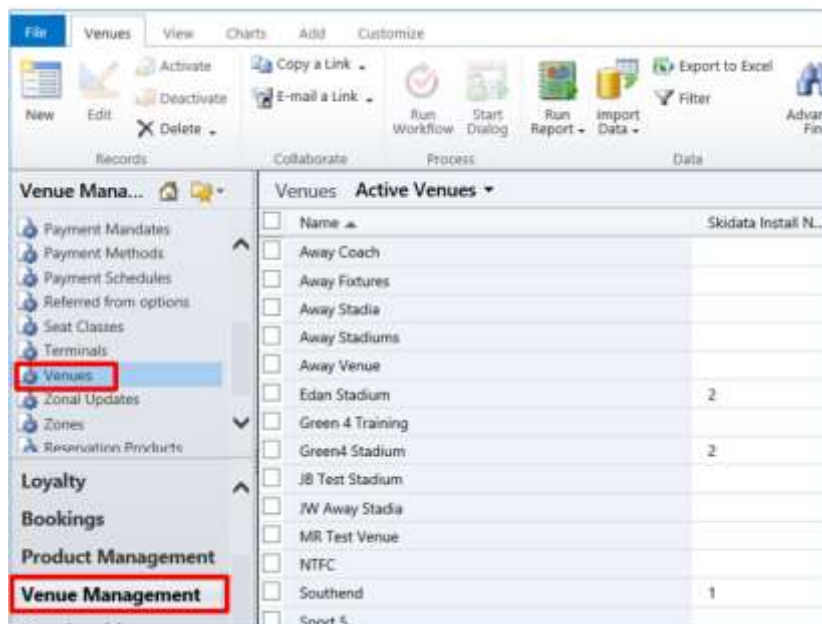 File Venues View Charts Add Customize
New
Edit
Activate
Deactivate
Delete
Records
Copy a Link
E-mail a Link
Collaborate
Run Workflow
Start Dialog
Process
Run Report
Import Data
Export to Excel
Filter
Data
Venue Mana...
Payment Mandates
Payment Methods
Payment Schedules
Referred from options
Seat Classes
Terminals
Venues
Zonal Updates
Zones
Reservation Products
Loyalty
Bookings
Product Management
Venue Management
Venues Active Venues
Name Skidata Install N...
Away Coach
Away Fixtures
Away Stadia
Away Stadiums
Away Venue
Edan Stadium 2
Green 4 Training
Green4 Stadium 2
JB Test Stadium
JW Away Stadia
MR Test Venue
NTFC
Southend 1
Sport 5